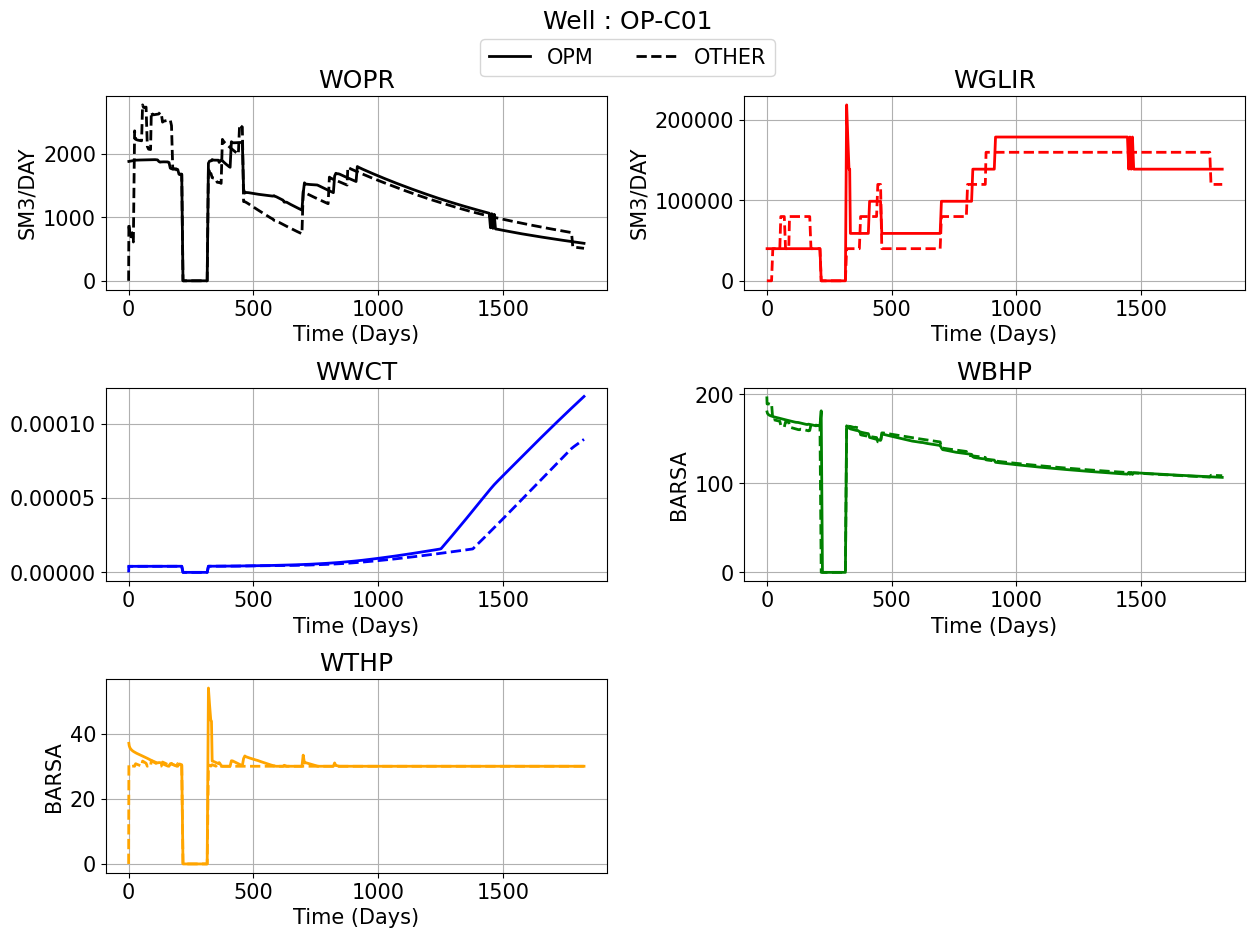 Well : OP-C01
OPM OTHER
WOPR
SM3/DAY
2000
1000
0
0 500 1000 1500
Time (Days)
WGLIR
SM3/DAY
200000
100000
0
0 500 1000 1500
Time (Days)
WWCT
0.00010
0.00005
0.00000
0 500 1000 1500
Time (Days)
WBHP
BARSA
200
100
0
0 500 1000 1500
Time (Days)
WTHP
BARSA
40
20
0
0 500 1000 1500
Time (Days)